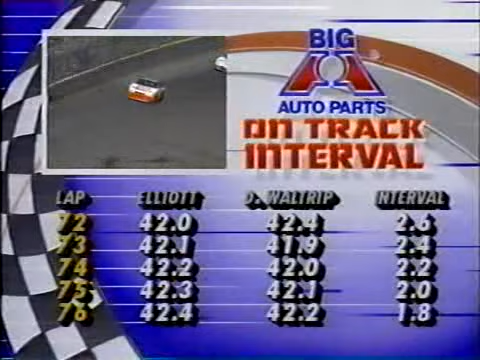 BIG
A
AUTO PARTS
ON TRACK
INTERVAL
LAP ELLIOTT D. WALTRIP INTERVAL
72 42.0 42.4 2.6
73 42.1 41.9 2.4
74 42.2 42.0 2.2
75 42.3 42.1 2.0
76 42.4 42.2 1.8